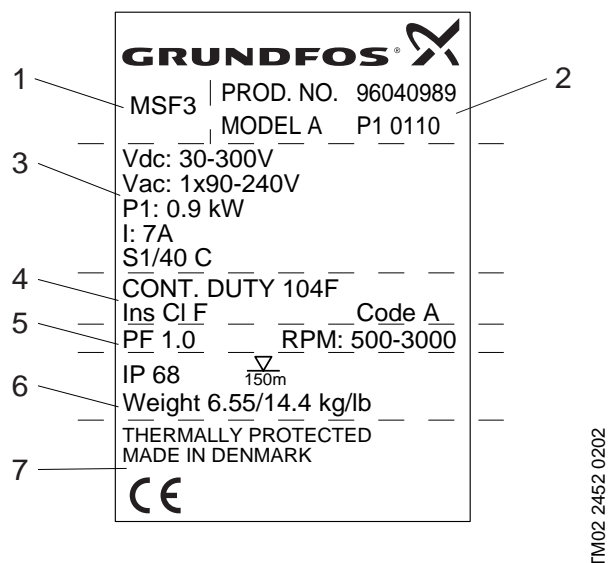 GRUNDFOS
1
MSF3
PROD. NO. 96040989
MODEL A P1 0110
2
3
Vdc: 30-300V
Vac: 1x90-240V
P1: 0.9 kW
I: 7A
S1/40 C
4
CONT. DUTY 104F
Ins Cl F Code A
5
PF 1.0 RPM: 500-3000
IP 68 150m
6
Weight 6.55/14.4 kg/lb
7
THERMALLY PROTECTED
MADE IN DENMARK
CE
TM02 2452 0202